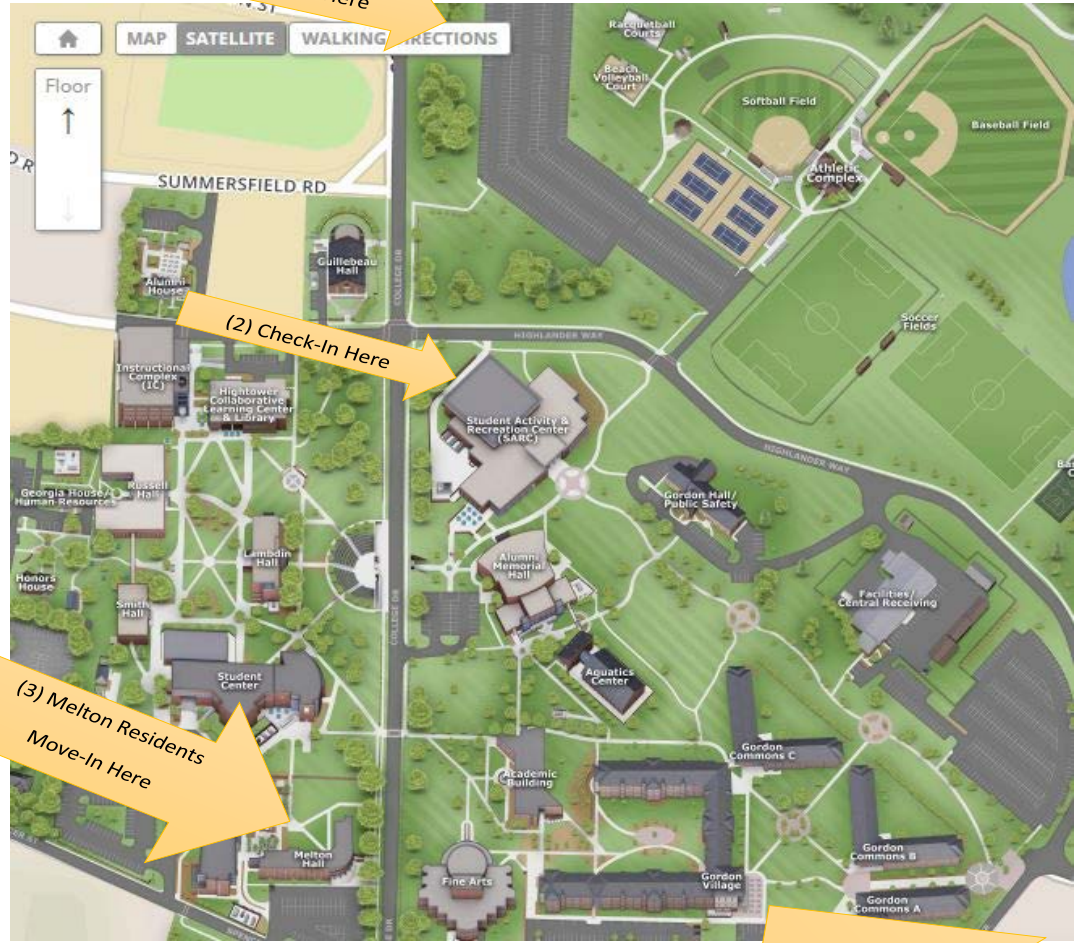 Here
MAP
SATELLITE
WALKING
DIRECTIONS
Floor
SUMMERSFIELD RD
Racquetball
Courts
Beach
Volleyball
Court
Softball Field
Baseball Field
Athletic
Complex
Alumni
House
Guillebeau
Hall
COLLEGE DR
(2) Check-In Here
HIGHLANDER WAY
Soccer
Fields
Instructional
Complex
(IC)
Hightower
Collaborative
Learning Center
& Library
Student Activity &
Recreation Center
(SARC)
HIGHLANDER WAY
Georgia House/
Human Resources
Russell
Hall
Gordon Hall/
Public Safety
Lambdin
Hall
Alumni
Memorial
Hall
Honors
House
Smith
Hall
COLLEGE DR
Facilities/
Central Receiving
Student
Center
Aquatics
Center
(3) Melton Residents
Move-In Here
Academic
Building
Gordon
Commons C
Melton
Hall
Fine Arts
Gordon
Village
Gordon
Commons B
Gordon
Commons A